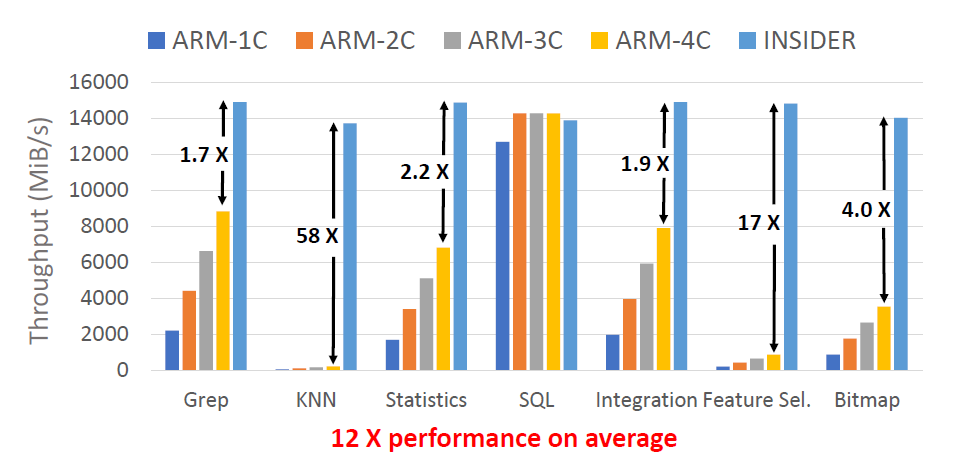 ARM-1C ARM-2C ARM-3C ARM-4C INSIDER
Throughput (MiB/s)
16000
14000
12000
10000
8000
6000
4000
2000
0
1.7 X
58 X
2.2 X
1.9 X
17 X
4.0 X
Grep KNN Statistics SQL Integration Feature Sel. Bitmap
12 X performance on average